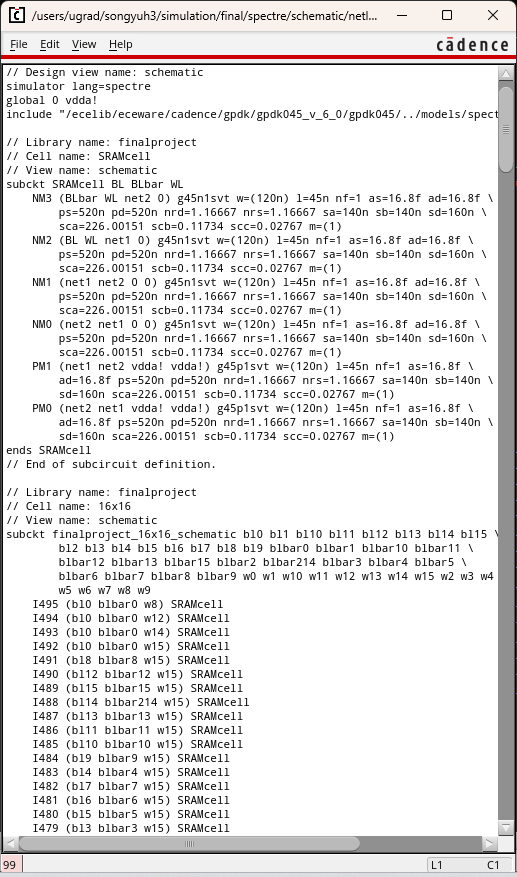 /users/ugrad/songyuh3/simulation/final/spectre/schematic/netl...
File Edit View Help cādence
// Design view name: schematic
simulator lang=spectre
global 0 vdda!
include "/ecelib/eceware/cadence/gpdk/gpdk045_v_6_0/gpdk045/../models/spect
// Library name: finalproject
// Cell name: SRAMcell
// View name: schematic
subckt SRAMcell BL BLbar WL
NM3 (BLbar WL net2 0) g45n1svt w=(120n) l=45n nf=1 as=16.8f ad=16.8f \
ps=520n pd=520n nrd=1.16667 nrs=1.16667 sa=140n sb=140n sd=160n \
sca=226.00151 scb=0.11734 scc=0.02767 m=(1)
NM2 (BL WL net1 0) g45n1svt w=(120n) l=45n nf=1 as=16.8f ad=16.8f \
ps=520n pd=520n nrd=1.16667 nrs=1.16667 sa=140n sb=140n sd=160n \
sca=226.00151 scb=0.11734 scc=0.02767 m=(1)
NM1 (net1 net2 0 0) g45n1svt w=(120n) l=45n nf=1 as=16.8f ad=16.8f \
ps=520n pd=520n nrd=1.16667 nrs=1.16667 sa=140n sb=140n sd=160n \
sca=226.00151 scb=0.11734 scc=0.02767 m=(1)
NM0 (net2 net1 0 0) g45n1svt w=(120n) l=45n nf=1 as=16.8f ad=16.8f \
ps=520n pd=520n nrd=1.16667 nrs=1.16667 sa=140n sb=140n sd=160n \
sca=226.00151 scb=0.11734 scc=0.02767 m=(1)
PM1 (net1 net2 vdda! vdda!) g45p1svt w=(120n) l=45n nf=1 as=16.8f \
ad=16.8f ps=520n pd=520n nrd=1.16667 nrs=1.16667 sa=140n sb=140n \
sd=160n sca=226.00151 scb=0.11734 scc=0.02767 m=(1)
PM0 (net2 net1 vdda! vdda!) g45p1svt w=(120n) l=45n nf=1 as=16.8f \
ad=16.8f ps=520n pd=520n nrd=1.16667 nrs=1.16667 sa=140n sb=140n \
sd=160n sca=226.00151 scb=0.11734 scc=0.02767 m=(1)
ends SRAMcell
// End of subcircuit definition.
// Library name: finalproject
// Cell name: 16x16
// View name: schematic
subckt finalproject_16x16_schematic bl0 bl1 bl10 bl11 bl12 bl13 bl14 bl15 \
bl2 bl3 bl4 bl5 bl6 bl7 bl8 bl9 blbar0 blbar1 blbar10 blbar11 \
blbar12 blbar13 blbar15 blbar2 blbar214 blbar3 blbar4 blbar5 \
blbar6 blbar7 blbar8 blbar9 w0 w1 w10 w11 w12 w13 w14 w15 w2 w3 w4
w5 w6 w7 w8 w9
I495 (bl0 blbar0 w8) SRAMcell
I494 (bl0 blbar0 w12) SRAMcell
I493 (bl0 blbar0 w14) SRAMcell
I492 (bl0 blbar0 w15) SRAMcell
I491 (bl8 blbar8 w15) SRAMcell
I490 (bl12 blbar12 w15) SRAMcell
I489 (bl15 blbar15 w15) SRAMcell
I488 (bl14 blbar214 w15) SRAMcell
I487 (bl13 blbar13 w15) SRAMcell
I486 (bl11 blbar11 w15) SRAMcell
I485 (bl10 blbar10 w15) SRAMcell
I484 (bl9 blbar9 w15) SRAMcell
I483 (bl4 blbar4 w15) SRAMcell
I482 (bl7 blbar7 w15) SRAMcell
I481 (bl6 blbar6 w15) SRAMcell
I480 (bl5 blbar5 w15) SRAMcell
I479 (bl3 blbar3 w15) SRAMcell
99 L1 C1